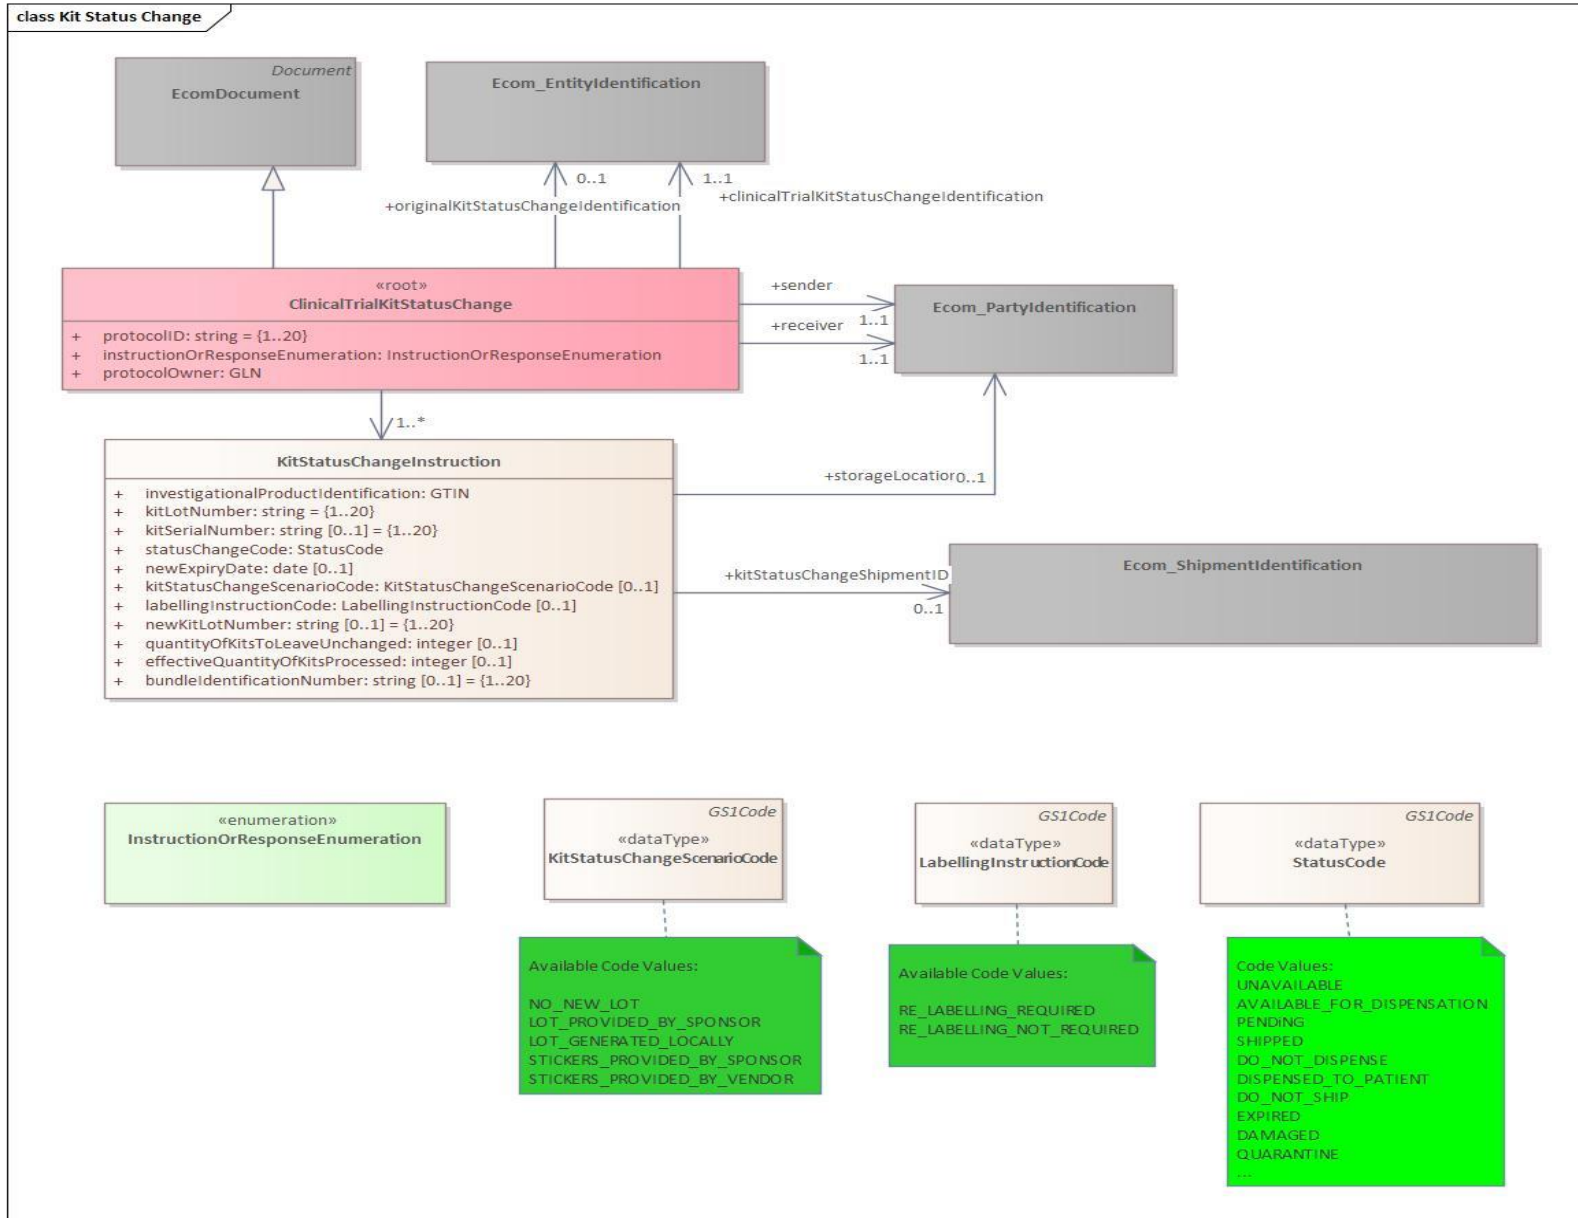 class Kit Status Change
Document
EcomDocument
Ecom_EntityIdentification
0..1
1..1
+originalKitStatusChangeIdentification
+clinicalTrialKitStatusChangeIdentification
«root»
ClinicalTrialKitStatusChange
+ protocolID: string = {1..20}
+ instructionOrResponseEnumeration: InstructionOrResponseEnumeration
+ protocolOwner: GLN
+sender
1..1
+receiver
1..1
Ecom_PartyIdentification
1..*
KitStatusChangeInstruction
+ investigationalProductIdentification: GTIN
+ kitLotNumber: string = {1..20}
+ kitSerialNumber: string [0..1] = {1..20}
+ statusChangeCode: StatusCode
+ newExpiryDate: date [0..1]
+ kitStatusChangeScenarioCode: KitStatusChangeScenarioCode [0..1]
+ labellingInstructionCode: LabellingInstructionCode [0..1]
+ newKitLotNumber: string [0..1] = {1..20}
+ quantityOfKitsToLeaveUnchanged: integer [0..1]
+ effectiveQuantityOfKitsProcessed: integer [0..1]
+ bundleIdentificationNumber: string [0..1] = {1..20}
+storageLocation
0..1
+kitStatusChangeShipmentID
0..1
Ecom_ShipmentIdentification
«enumeration»
InstructionOrResponseEnumeration
GS1Code
«dataType»
KitStatusChangeScenarioCode
GS1Code
«dataType»
LabellingInstructionCode
GS1Code
«dataType»
StatusCode
Available Code Values:
NO_NEW_LOT
LOT_PROVIDED_BY_SPONSOR
LOT_GENERATED_LOCALLY
STICKERS_PROVIDED_BY_SPONSOR
STICKERS_PROVIDED_BY_VENDOR
Available Code Values:
RE_LABELLING_REQUIRED
RE_LABELLING_NOT_REQUIRED
Code Values:
UNAVAILABLE
AVAILABLE_FOR_DISPENSATION
PENDiNG
SHIPPED
DO_NOT_DISPENSE
DISPENSED_TO_PATIENT
DO_NOT_SHIP
EXPIRED
DAMAGED
QUARANTINE
...